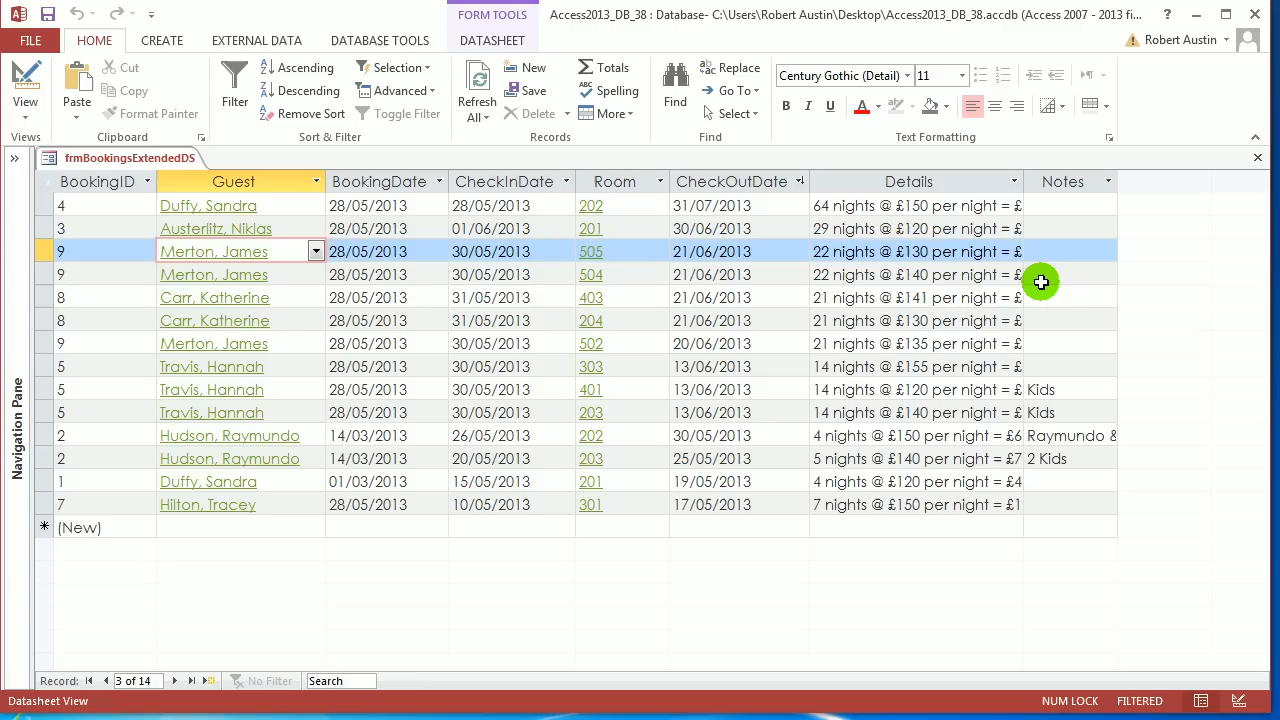 FORM TOOLS
Access2013_DB_38 : Database- C:\Users\Robert Austin\Desktop\Access2013_DB_38.accdb (Access 2007 - 2013 fi...
FILE HOME CREATE EXTERNAL DATA DATABASE TOOLS DATASHEET Robert Austin
View
Views
Paste
Cut
Copy
Format Painter
Clipboard
Filter
Ascending
Descending
Remove Sort
Selection
Advanced
Toggle Filter
Sort & Filter
Refresh
All
New
Save
Delete
Totals
Spelling
More
Records
Find
Replace
Go To
Select
Find
Century Gothic (Detail) 11
B I U A
Text Formatting
frmBookingsExtendedDS
Navigation Pane
BookingID Guest BookingDate CheckInDate Room CheckOutDate Details Notes
4 Duffy, Sandra 28/05/2013 28/05/2013 202 31/07/2013 64 nights @ £150 per night = £
3 Austerlitz, Niklas 28/05/2013 01/06/2013 201 30/06/2013 29 nights @ £120 per night = £
9 Merton, James 28/05/2013 30/05/2013 505 21/06/2013 22 nights @ £130 per night = £
9 Merton, James 28/05/2013 30/05/2013 504 21/06/2013 22 nights @ £140 per night = £
8 Carr, Katherine 28/05/2013 31/05/2013 403 21/06/2013 21 nights @ £141 per night = £
8 Carr, Katherine 28/05/2013 31/05/2013 204 21/06/2013 21 nights @ £130 per night = £
9 Merton, James 28/05/2013 30/05/2013 502 20/06/2013 21 nights @ £135 per night = £
5 Travis, Hannah 28/05/2013 30/05/2013 303 13/06/2013 14 nights @ £155 per night = £
5 Travis, Hannah 28/05/2013 30/05/2013 401 13/06/2013 14 nights @ £120 per night = £ Kids
5 Travis, Hannah 28/05/2013 30/05/2013 203 13/06/2013 14 nights @ £140 per night = £ Kids
2 Hudson, Raymundo 14/03/2013 26/05/2013 202 30/05/2013 4 nights @ £150 per night = £6 Raymundo &
2 Hudson, Raymundo 14/03/2013 20/05/2013 203 25/05/2013 5 nights @ £140 per night = £7 2 Kids
1 Duffy, Sandra 01/03/2013 15/05/2013 201 19/05/2013 4 nights @ £120 per night = £4
7 Hilton, Tracey 28/05/2013 10/05/2013 301 17/05/2013 7 nights @ £150 per night = £1
(New)
Record: 3 of 14 No Filter Search
Datasheet View NUM LOCK FILTERED